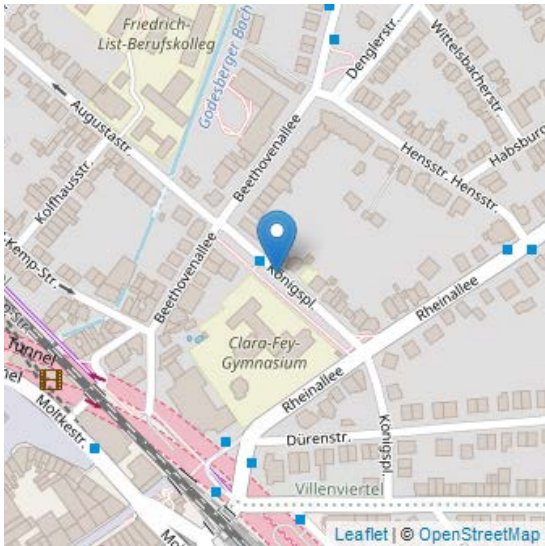 Friedrich-
List-Berufskolleg
Godesberger Bach
Denglerstr.
Wittelsbacherstr.
Augustastr.
Beethovenallee
Hensstr.
Hensstr.
Habsburg
Kolfhausstr.
Beethovenallee
-Kemp-Str.
Königspl.
Rheinallee
Clara-Fey-
Gymnasium
Tunnel
nel
Moltkestr.
Rheinallee
Dürenstr.
Königspl.
Villenviertel
Leaflet | © OpenStreetMap